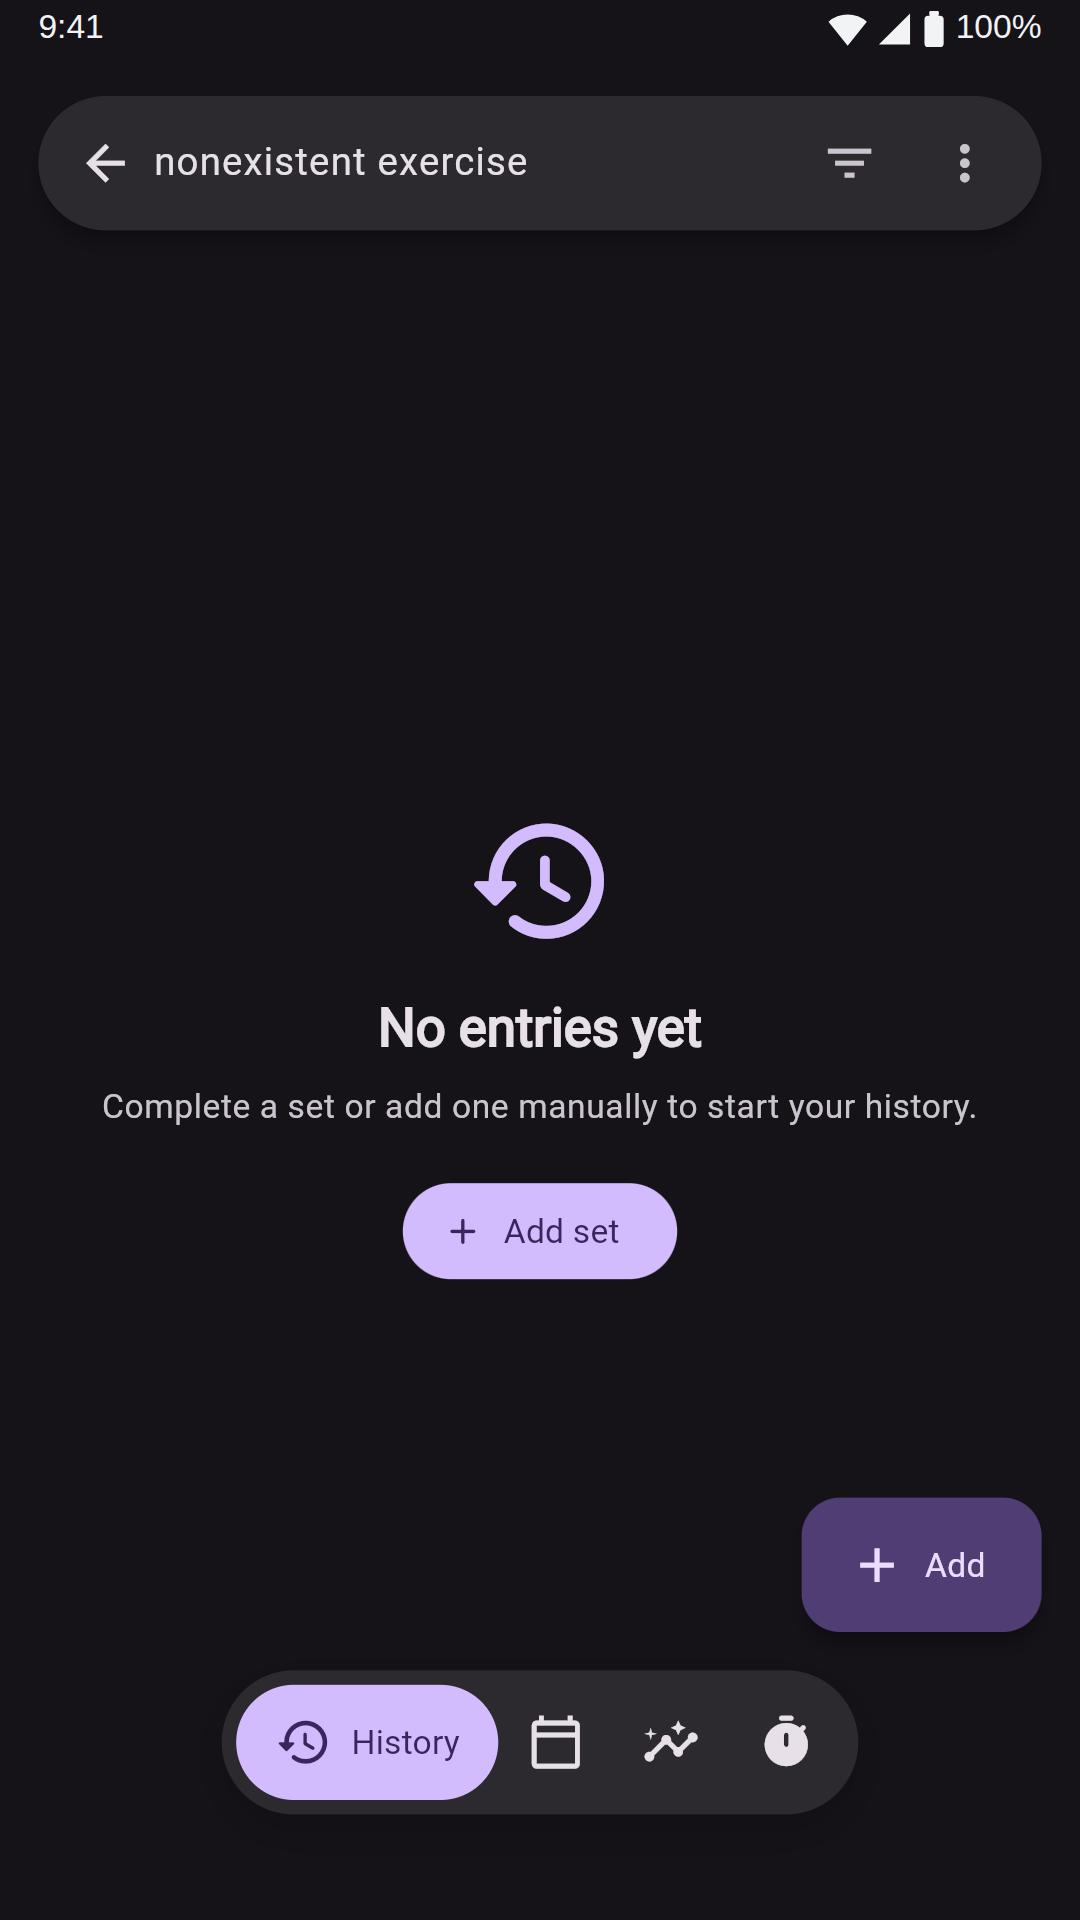 9:41
100%
nonexistent exercise
No entries yet
Complete a set or add one manually to start your history.
Add set
Add
History